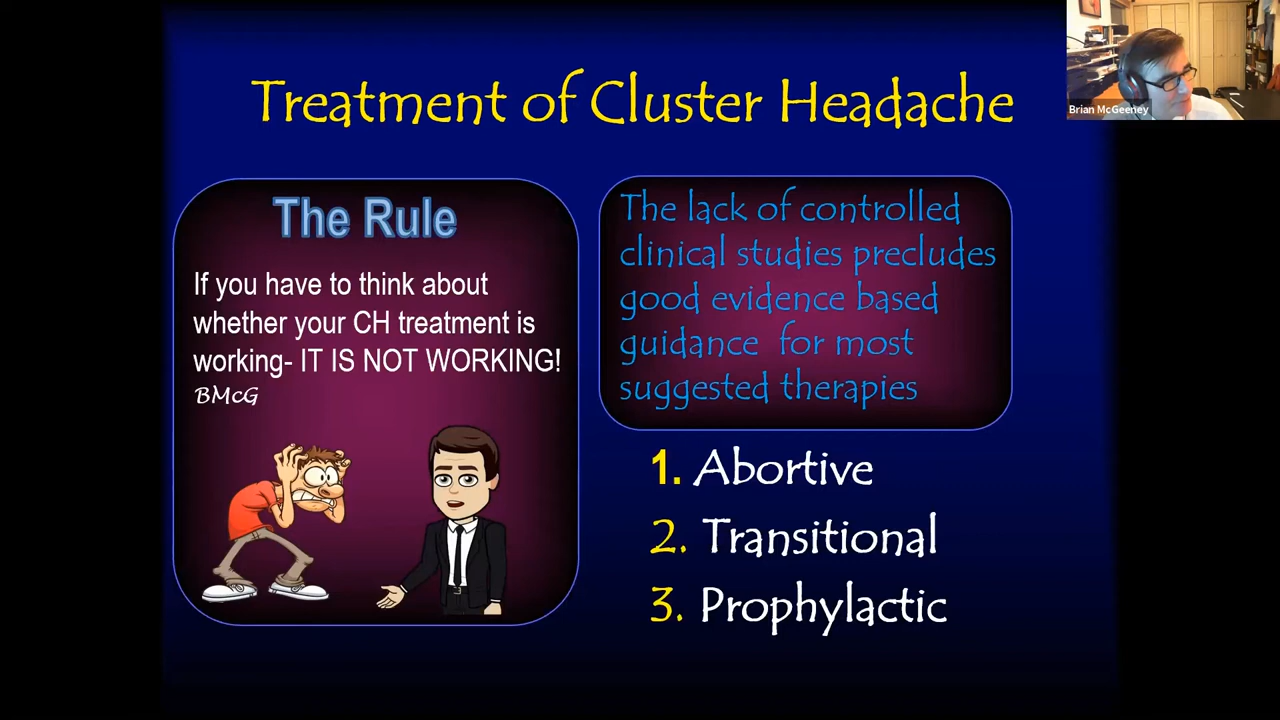 Treatment of Cluster Headache
The Rule
If you have to think about
whether your CH treatment is
working- IT IS NOT WORKING!
BMcG
The lack of controlled
clinical studies precludes
good evidence based
guidance for most
suggested therapies
1. Abortive
2. Transitional
3. Prophylactic
Brian McGeeney